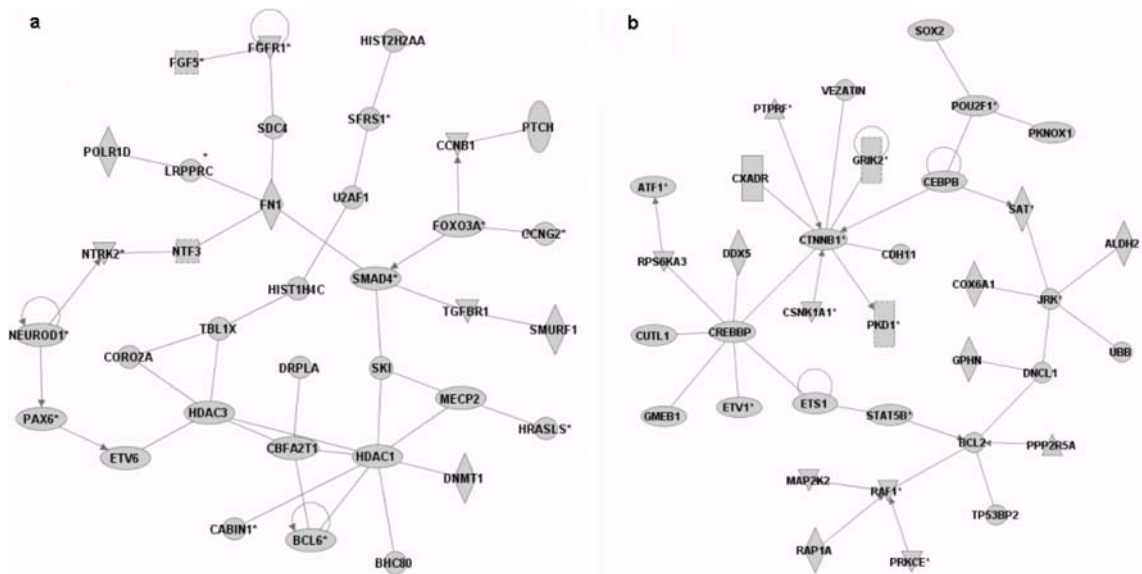 a
FGFR1*
HIST2H2AA
FGF5*
SDC4
SFRS1*
CCNB1
PTCH
POLR1D
LRPPRC*
U2AF1
FN1
FOXO3A*
CCNG2*
NTRK2*
NTF3
HIST1H4C
SMAD4*
TGFBR1
SMURF1
NEUROD1*
TBL1X
CORO2A
DRPLA
SKI
MECP2
HRASLS*
PAX6*
HDAC3
ETV6
CBFA2T1
HDAC1
DNMT1
CABIN1*
BCL6*
BHC80
b
SOX2
VEZATIN
PTPRF*
POU2F1*
PKNOX1
GRIK2*
CXADR
CEBPB
ATF1*
SAT*
CTNNB1*
RPS6KA3
DDX5
CDH11
ALDH2
COX6A1
JRK*
CSNK1A1*
PKD1*
CUTL1
CREBBP
UBB
GPHN
DNCL1
GMEB1
ETV1*
ETS1
STAT5B*
BCL2
PPP2R5A
MAP2K2
RAF1*
TP53BP2
RAP1A
PRKCE*